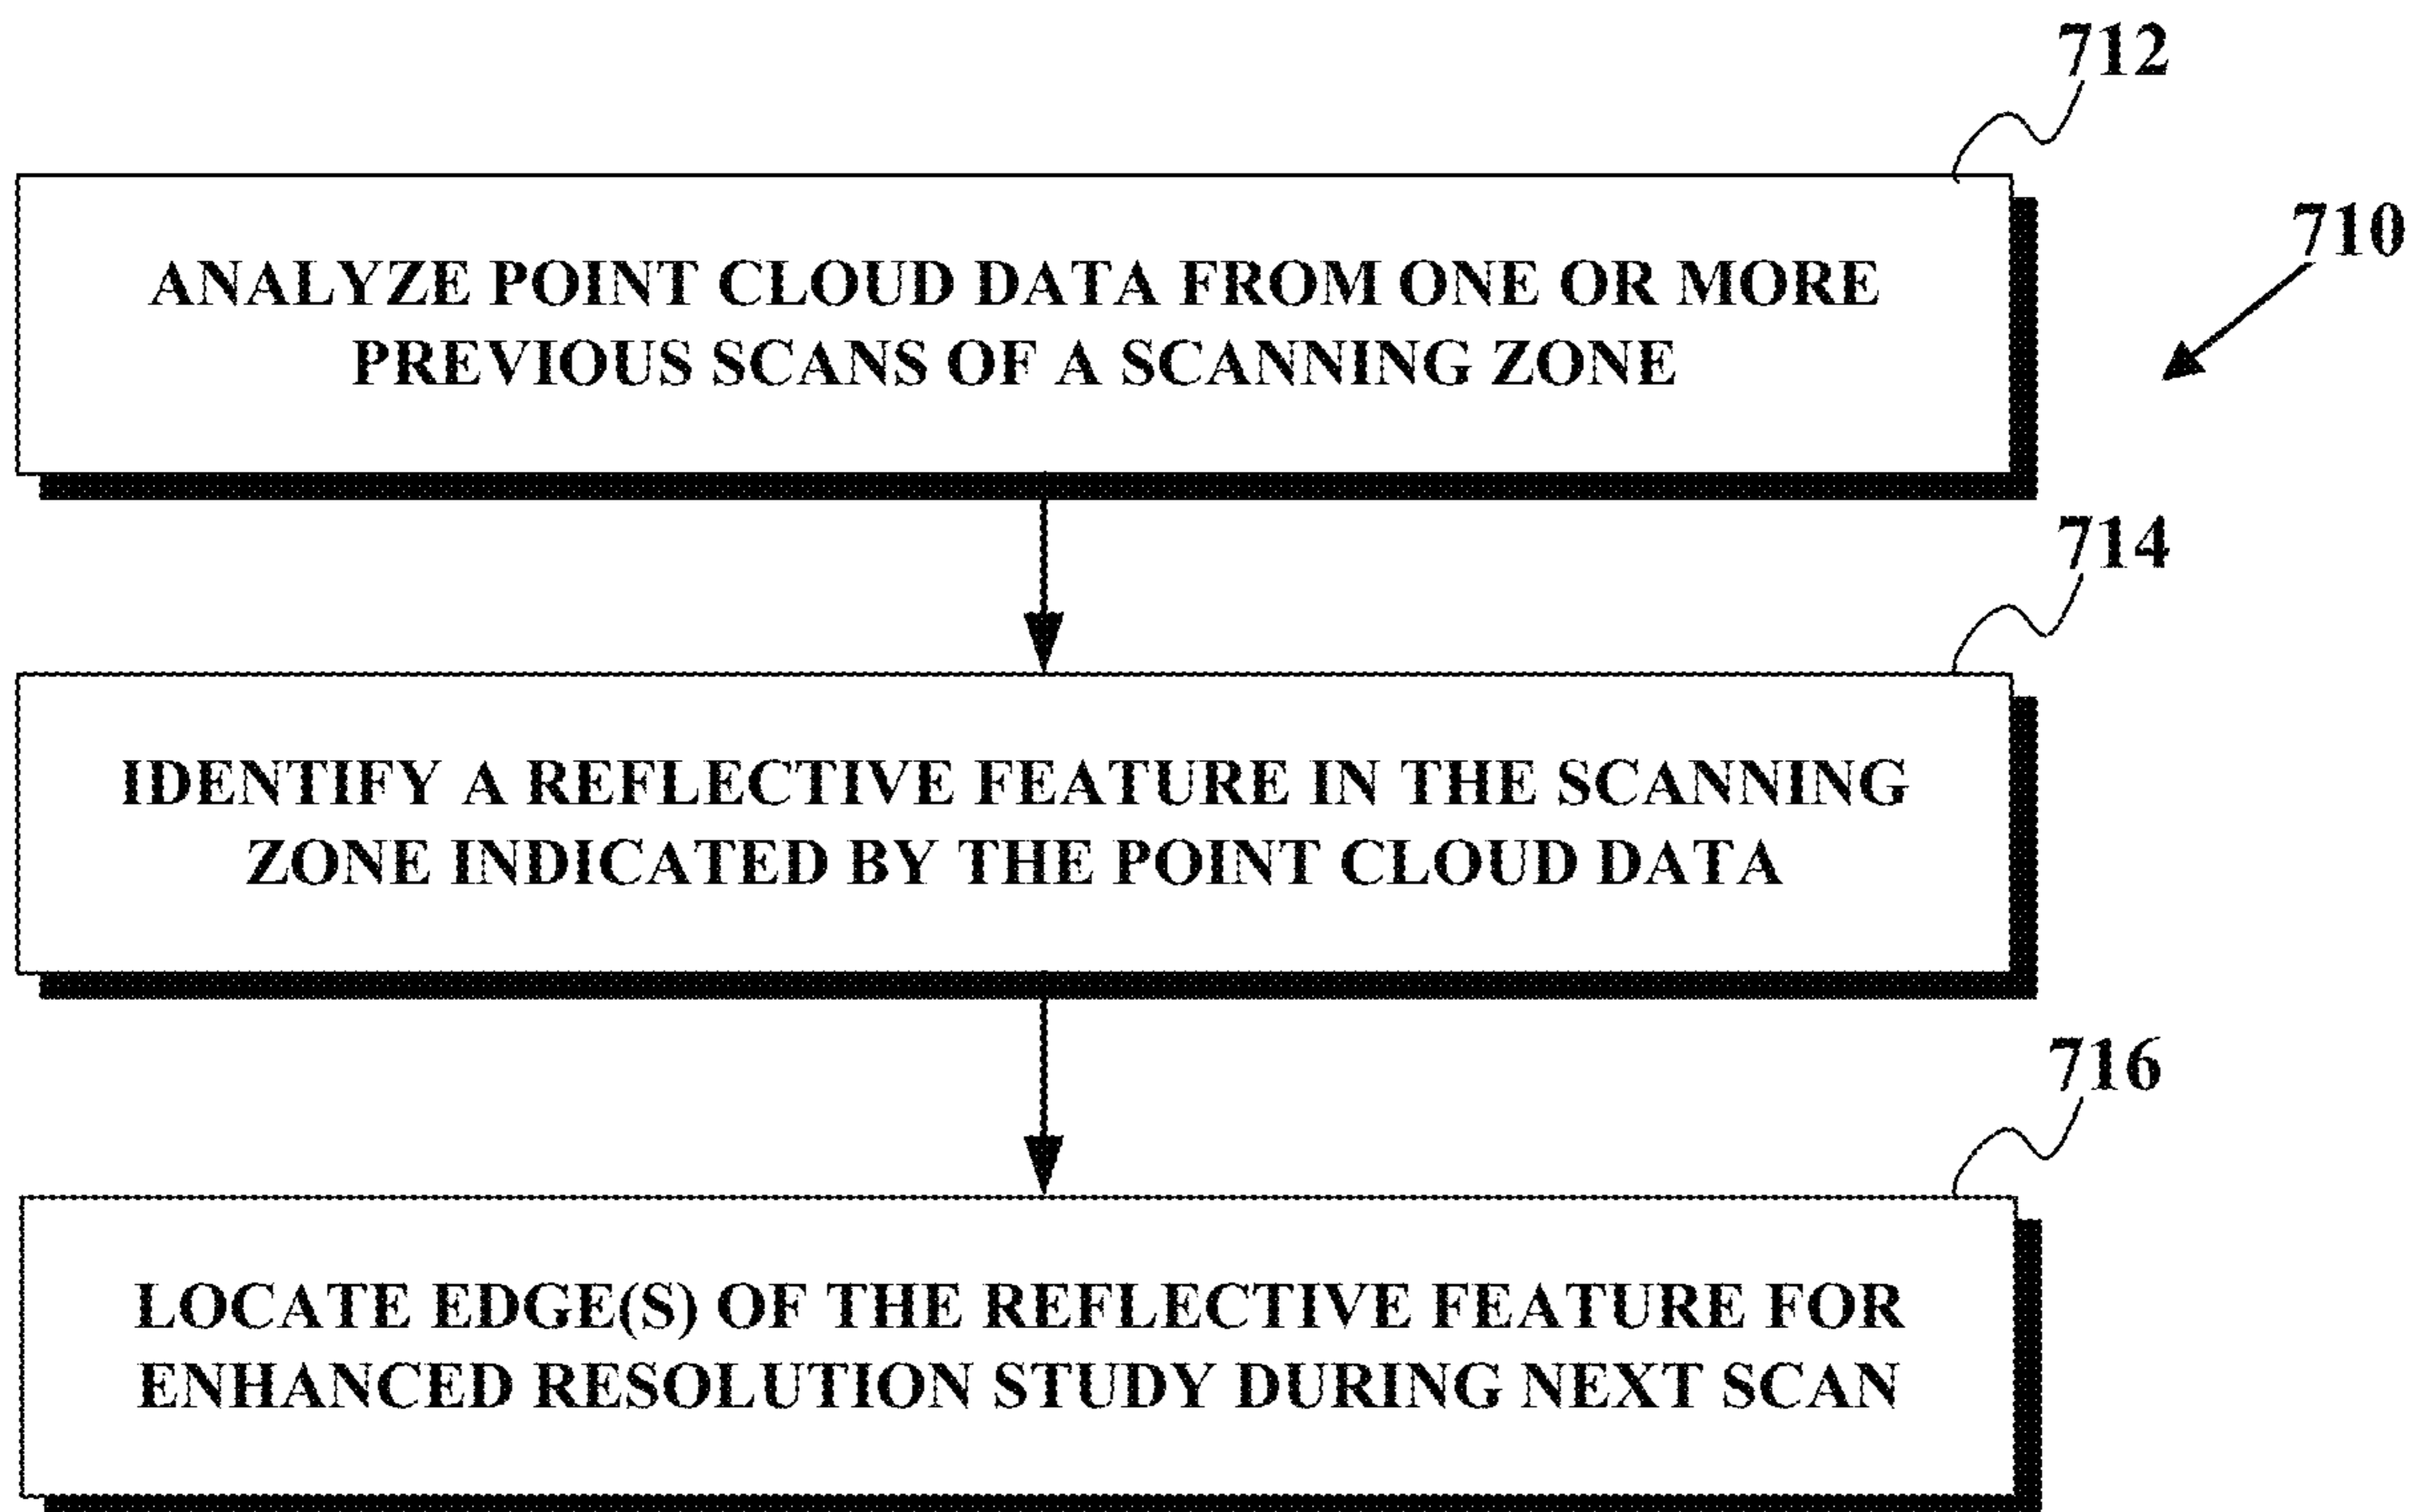 712
710
ANALYZE POINT CLOUD DATA FROM ONE OR MORE
PREVIOUS SCANS OF A SCANNING ZONE
714
IDENTIFY A REFLECTIVE FEATURE IN THE SCANNING
ZONE INDICATED BY THE POINT CLOUD DATA
716
LOCATE EDGE(S) OF THE REFLECTIVE FEATURE FOR
ENHANCED RESOLUTION STUDY DURING NEXT SCAN